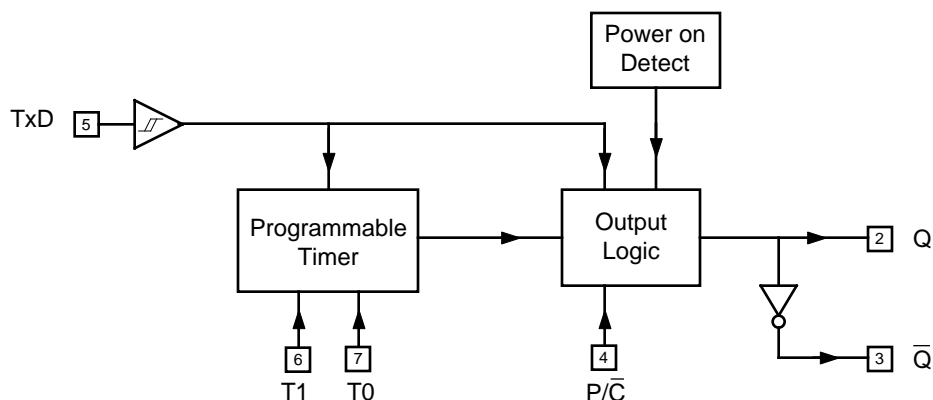 Power on
Detect
TxD
5
Programmable
Timer
Output
Logic
2
Q
6
7
4
3
Q̅
T1
T0
P/C̅